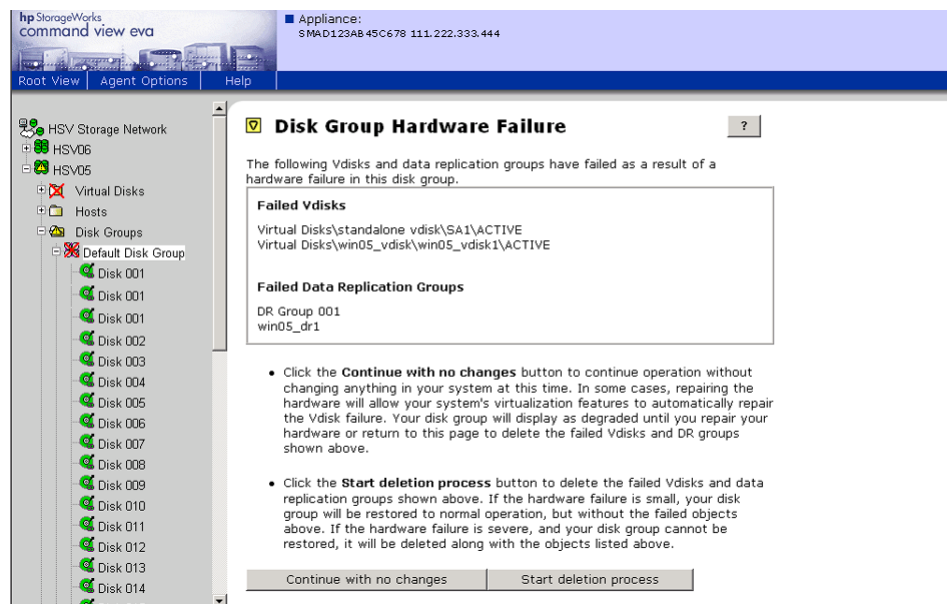 hp StorageWorks
command view eva
Appliance:
SMAD123AB45C678 111.222.333.444
Root View Agent Options Help
HSV Storage Network
HSV06
HSV05
Virtual Disks
Hosts
Disk Groups
Default Disk Group
Disk 001
Disk 001
Disk 001
Disk 002
Disk 003
Disk 004
Disk 005
Disk 006
Disk 007
Disk 008
Disk 009
Disk 010
Disk 011
Disk 012
Disk 013
Disk 014
Disk Group Hardware Failure
?
The following Vdisks and data replication groups have failed as a result of a
hardware failure in this disk group.
Failed Vdisks
Virtual Disks\standalone vdisk\SA1\ACTIVE
Virtual Disks\win05_vdisk\win05_vdisk1\ACTIVE
Failed Data Replication Groups
DR Group 001
win05_dr1
• Click the Continue with no changes button to continue operation without
changing anything in your system at this time. In some cases, repairing the
hardware will allow your system's virtualization features to automatically repair
the Vdisk failure. Your disk group will display as degraded until you repair your
hardware or return to this page to delete the failed Vdisks and DR groups
shown above.
• Click the Start deletion process button to delete the failed Vdisks and data
replication groups shown above. If the hardware failure is small, your disk
group will be restored to normal operation, but without the failed objects
above. If the hardware failure is severe, and your disk group cannot be
restored, it will be deleted along with the objects listed above.
Continue with no changes Start deletion process